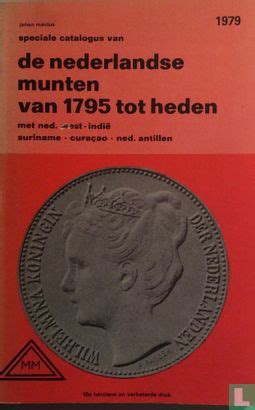 johan mevius
1979
speciale catalogus van
de nederlandse
munten
van 1795 tot heden
met ned. west-indië
suriname - curaçao - ned. antillen
WILHELMINA KONINGIN DER NEDERLANDEN
MM
10e herziene en verbeterde druk